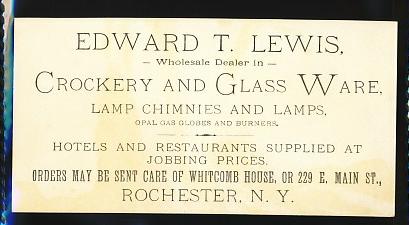 EDWARD T. LEWIS,
– Wholesale Dealer in –
CROCKERY AND GLASS WARE,
LAMP CHIMNIES AND LAMPS,
OPAL GAS GLOBES AND BURNERS.
HOTELS AND RESTAURANTS SUPPLIED AT
JOBBING PRICES.
ORDERS MAY BE SENT CARE OF WHITCOMB HOUSE, OR 229 E. MAIN ST.,
ROCHESTER, N. Y.